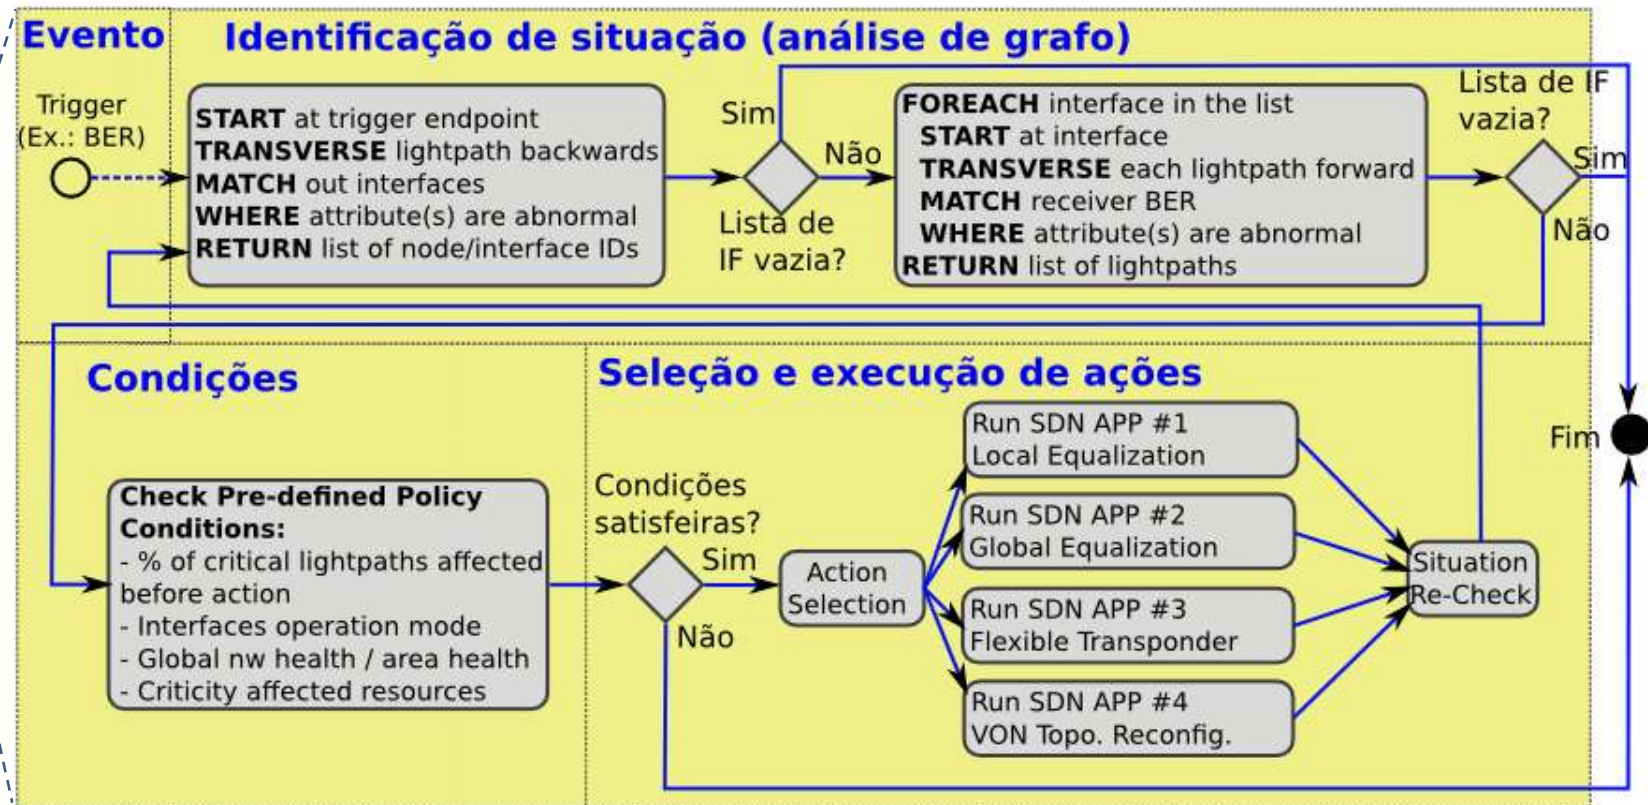 Evento
Identificação de situação (análise de grafo)
Trigger
(Ex.: BER)
START at trigger endpoint
TRANSVERSE lightpath backwards
MATCH out interfaces
WHERE attribute(s) are abnormal
RETURN list of node/interface IDs
Sim
Não
Lista de
IF vazia?
FOREACH interface in the list
START at interface
TRANSVERSE each lightpath forward
MATCH receiver BER
WHERE attribute(s) are abnormal
RETURN list of lightpaths
Lista de IF
vazia?
Sim
Não
Condições
Check Pre-defined Policy
Conditions:
- % of critical lightpaths affected
before action
- Interfaces operation mode
- Global nw health / area health
- Criticity affected resources
Seleção e execução de ações
Condições
satisfeiras?
Sim
Não
Action
Selection
Run SDN APP #1
Local Equalization
Run SDN APP #2
Global Equalization
Run SDN APP #3
Flexible Transponder
Run SDN APP #4
VON Topo. Reconfig.
Situation
Re-Check
Fim